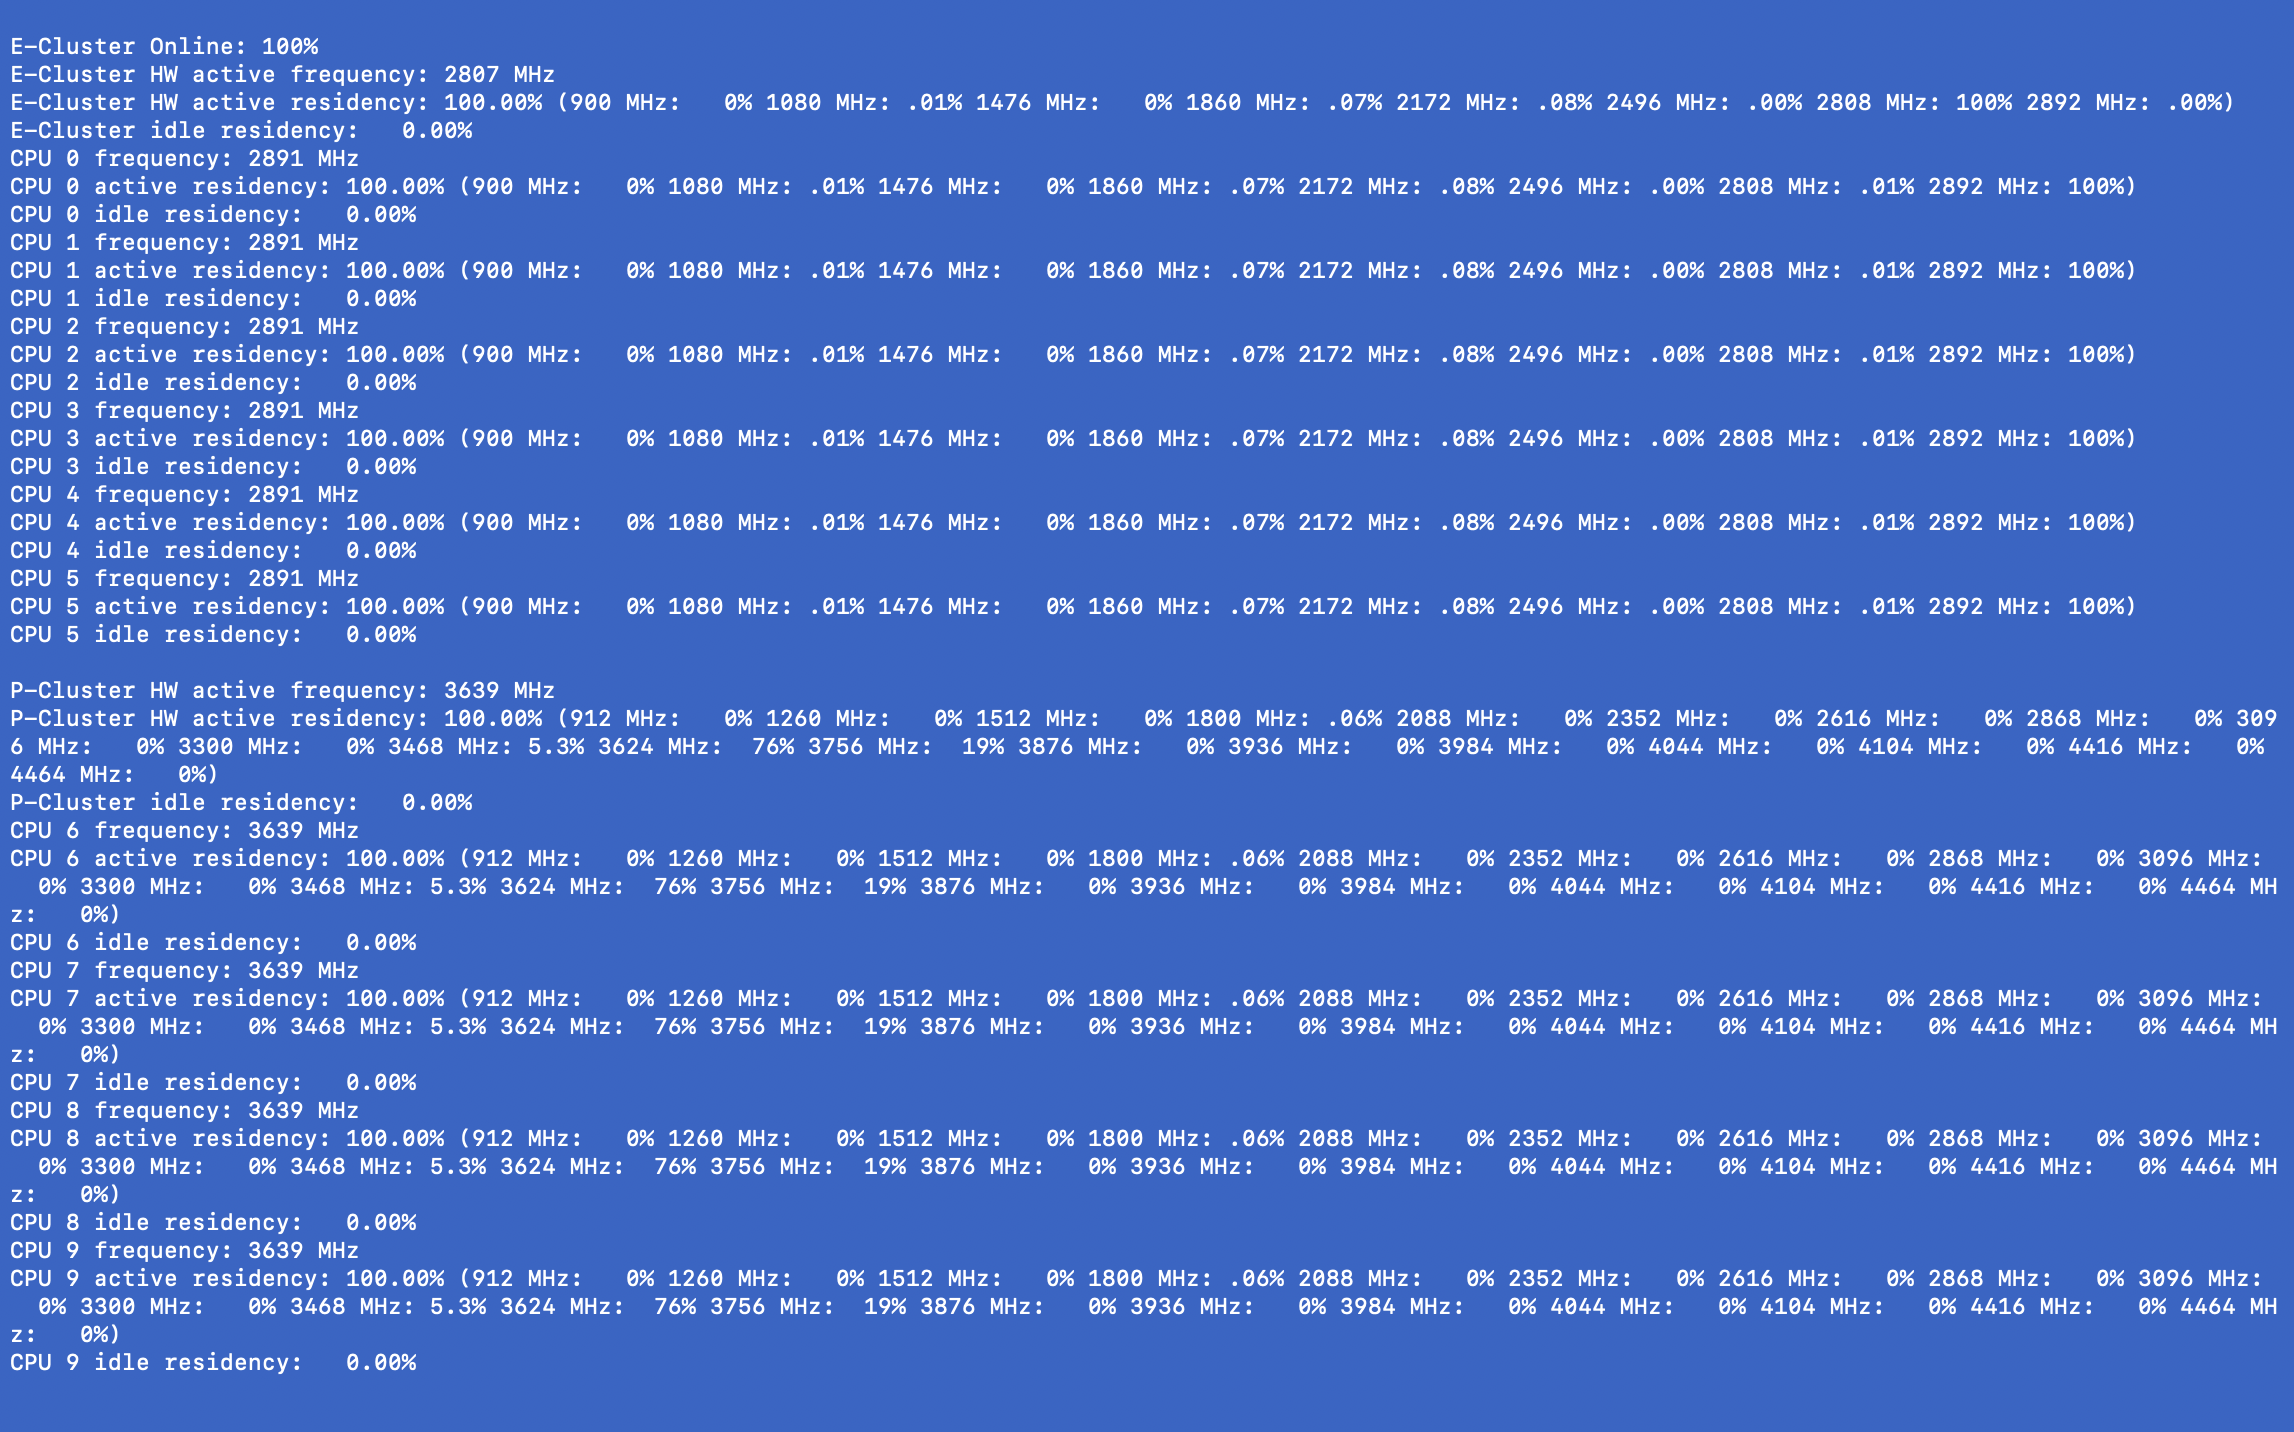 E-Cluster Online: 100%
E-Cluster HW active frequency: 2807 MHz
E-Cluster HW active residency: 100.00% (900 MHz:   0% 1080 MHz: .01% 1476 MHz:   0% 1860 MHz: .07% 2172 MHz: .08% 2496 MHz: .00% 2808 MHz: 100% 2892 MHz: .00%)
E-Cluster idle residency:   0.00%
CPU 0 frequency: 2891 MHz
CPU 0 active residency: 100.00% (900 MHz:   0% 1080 MHz: .01% 1476 MHz:   0% 1860 MHz: .07% 2172 MHz: .08% 2496 MHz: .00% 2808 MHz: .01% 2892 MHz: 100%)
CPU 0 idle residency:   0.00%
CPU 1 frequency: 2891 MHz
CPU 1 active residency: 100.00% (900 MHz:   0% 1080 MHz: .01% 1476 MHz:   0% 1860 MHz: .07% 2172 MHz: .08% 2496 MHz: .00% 2808 MHz: .01% 2892 MHz: 100%)
CPU 1 idle residency:   0.00%
CPU 2 frequency: 2891 MHz
CPU 2 active residency: 100.00% (900 MHz:   0% 1080 MHz: .01% 1476 MHz:   0% 1860 MHz: .07% 2172 MHz: .08% 2496 MHz: .00% 2808 MHz: .01% 2892 MHz: 100%)
CPU 2 idle residency:   0.00%
CPU 3 frequency: 2891 MHz
CPU 3 active residency: 100.00% (900 MHz:   0% 1080 MHz: .01% 1476 MHz:   0% 1860 MHz: .07% 2172 MHz: .08% 2496 MHz: .00% 2808 MHz: .01% 2892 MHz: 100%)
CPU 3 idle residency:   0.00%
CPU 4 frequency: 2891 MHz
CPU 4 active residency: 100.00% (900 MHz:   0% 1080 MHz: .01% 1476 MHz:   0% 1860 MHz: .07% 2172 MHz: .08% 2496 MHz: .00% 2808 MHz: .01% 2892 MHz: 100%)
CPU 4 idle residency:   0.00%
CPU 5 frequency: 2891 MHz
CPU 5 active residency: 100.00% (900 MHz:   0% 1080 MHz: .01% 1476 MHz:   0% 1860 MHz: .07% 2172 MHz: .08% 2496 MHz: .00% 2808 MHz: .01% 2892 MHz: 100%)
CPU 5 idle residency:   0.00%

P-Cluster HW active frequency: 3639 MHz
P-Cluster HW active residency: 100.00% (912 MHz:   0% 1260 MHz:   0% 1512 MHz:   0% 1800 MHz: .06% 2088 MHz:   0% 2352 MHz:   0% 2616 MHz:   0% 2868 MHz:   0% 309
6 MHz:   0% 3300 MHz:   0% 3468 MHz: 5.3% 3624 MHz:  76% 3756 MHz:  19% 3876 MHz:   0% 3936 MHz:   0% 3984 MHz:   0% 4044 MHz:   0% 4104 MHz:   0% 4416 MHz:   0%
4464 MHz:   0%)
P-Cluster idle residency:   0.00%
CPU 6 frequency: 3639 MHz
CPU 6 active residency: 100.00% (912 MHz:   0% 1260 MHz:   0% 1512 MHz:   0% 1800 MHz: .06% 2088 MHz:   0% 2352 MHz:   0% 2616 MHz:   0% 2868 MHz:   0% 3096 MHz:
  0% 3300 MHz:   0% 3468 MHz: 5.3% 3624 MHz:  76% 3756 MHz:  19% 3876 MHz:   0% 3936 MHz:   0% 3984 MHz:   0% 4044 MHz:   0% 4104 MHz:   0% 4416 MHz:   0% 4464 MH
z:   0%)
CPU 6 idle residency:   0.00%
CPU 7 frequency: 3639 MHz
CPU 7 active residency: 100.00% (912 MHz:   0% 1260 MHz:   0% 1512 MHz:   0% 1800 MHz: .06% 2088 MHz:   0% 2352 MHz:   0% 2616 MHz:   0% 2868 MHz:   0% 3096 MHz:
  0% 3300 MHz:   0% 3468 MHz: 5.3% 3624 MHz:  76% 3756 MHz:  19% 3876 MHz:   0% 3936 MHz:   0% 3984 MHz:   0% 4044 MHz:   0% 4104 MHz:   0% 4416 MHz:   0% 4464 MH
z:   0%)
CPU 7 idle residency:   0.00%
CPU 8 frequency: 3639 MHz
CPU 8 active residency: 100.00% (912 MHz:   0% 1260 MHz:   0% 1512 MHz:   0% 1800 MHz: .06% 2088 MHz:   0% 2352 MHz:   0% 2616 MHz:   0% 2868 MHz:   0% 3096 MHz:
  0% 3300 MHz:   0% 3468 MHz: 5.3% 3624 MHz:  76% 3756 MHz:  19% 3876 MHz:   0% 3936 MHz:   0% 3984 MHz:   0% 4044 MHz:   0% 4104 MHz:   0% 4416 MHz:   0% 4464 MH
z:   0%)
CPU 8 idle residency:   0.00%
CPU 9 frequency: 3639 MHz
CPU 9 active residency: 100.00% (912 MHz:   0% 1260 MHz:   0% 1512 MHz:   0% 1800 MHz: .06% 2088 MHz:   0% 2352 MHz:   0% 2616 MHz:   0% 2868 MHz:   0% 3096 MHz:
  0% 3300 MHz:   0% 3468 MHz: 5.3% 3624 MHz:  76% 3756 MHz:  19% 3876 MHz:   0% 3936 MHz:   0% 3984 MHz:   0% 4044 MHz:   0% 4104 MHz:   0% 4416 MHz:   0% 4464 MH
z:   0%)
CPU 9 idle residency:   0.00%